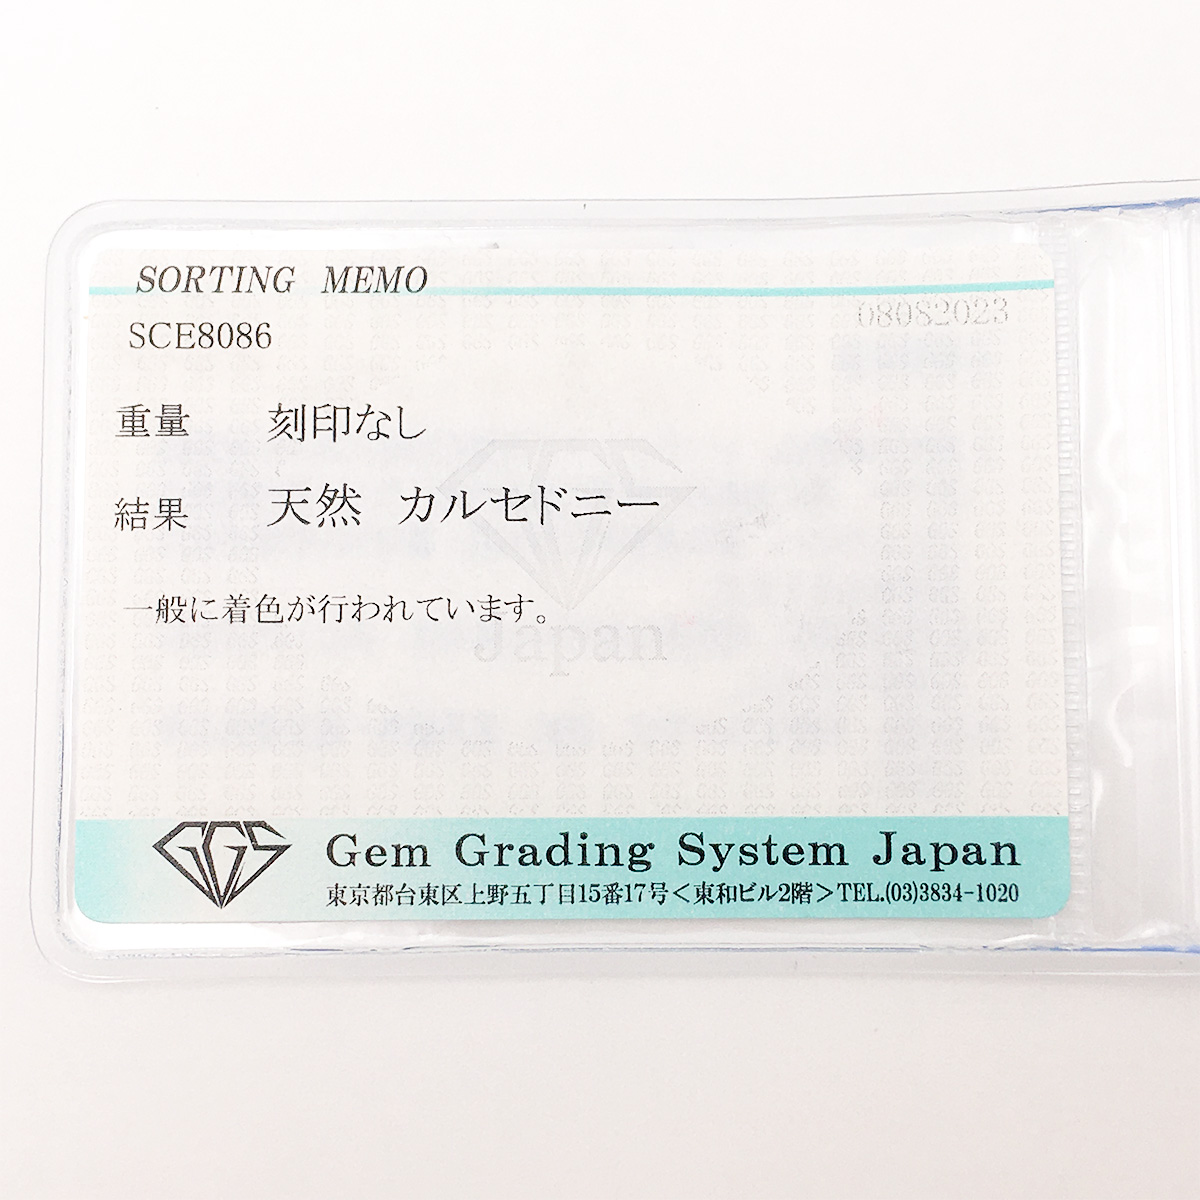 SORTING MEMO
08082023
SCE8086
重量 刻印なし
結果 天然 カルセドニー
一般に着色が行われています。
Japan
GGS
Gem Grading System Japan
東京都台東区上野五丁目15番17号<東和ビル2階>TEL.(03)3834-1020